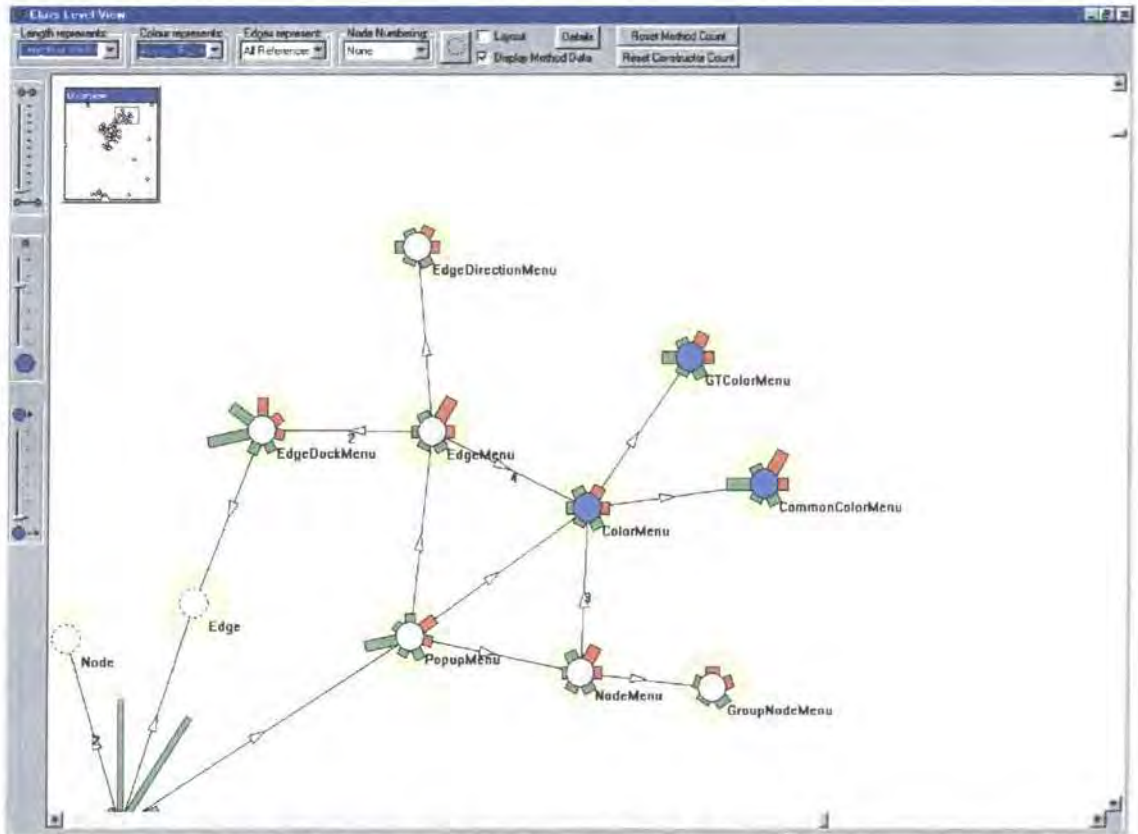 Class Level View
Length represents:
Colour represents:
Edges represent:
All References
Node Numbering:
None
Layout
Display Method Data
Details
Reset Method Count
Reset Constructor Count
Overview
EdgeDirectionMenu
GTColorMenu
2
EdgeDockMenu
EdgeMenu
4
CommonColorMenu
ColorMenu
3
Edge
Node
PopupMenu
NodeMenu
GroupNodeMenu
2